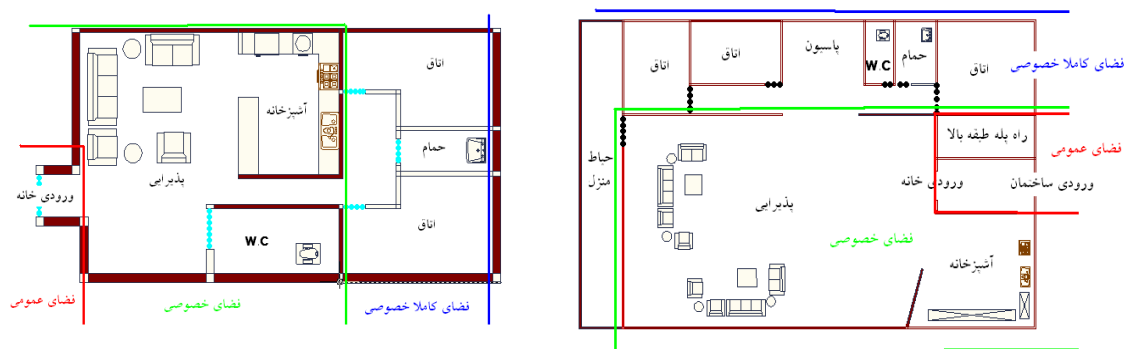 اتاق
آشپزخانه
حمام
پذیرایی
ورودی خانه
اتاق
W.C
فضای عمومی
فضای خصوصی
فضای کاملا خصوصی
اتاق
اتاق
پاسیون
W.C
حمام
اتاق
فضای کاملا خصوصی
راه پله طبقه بالا
فضای عمومی
حیاط
منزل
پذیرایی
ورودی خانه
ورودی ساختمان
فضای خصوصی
آشپزخانه